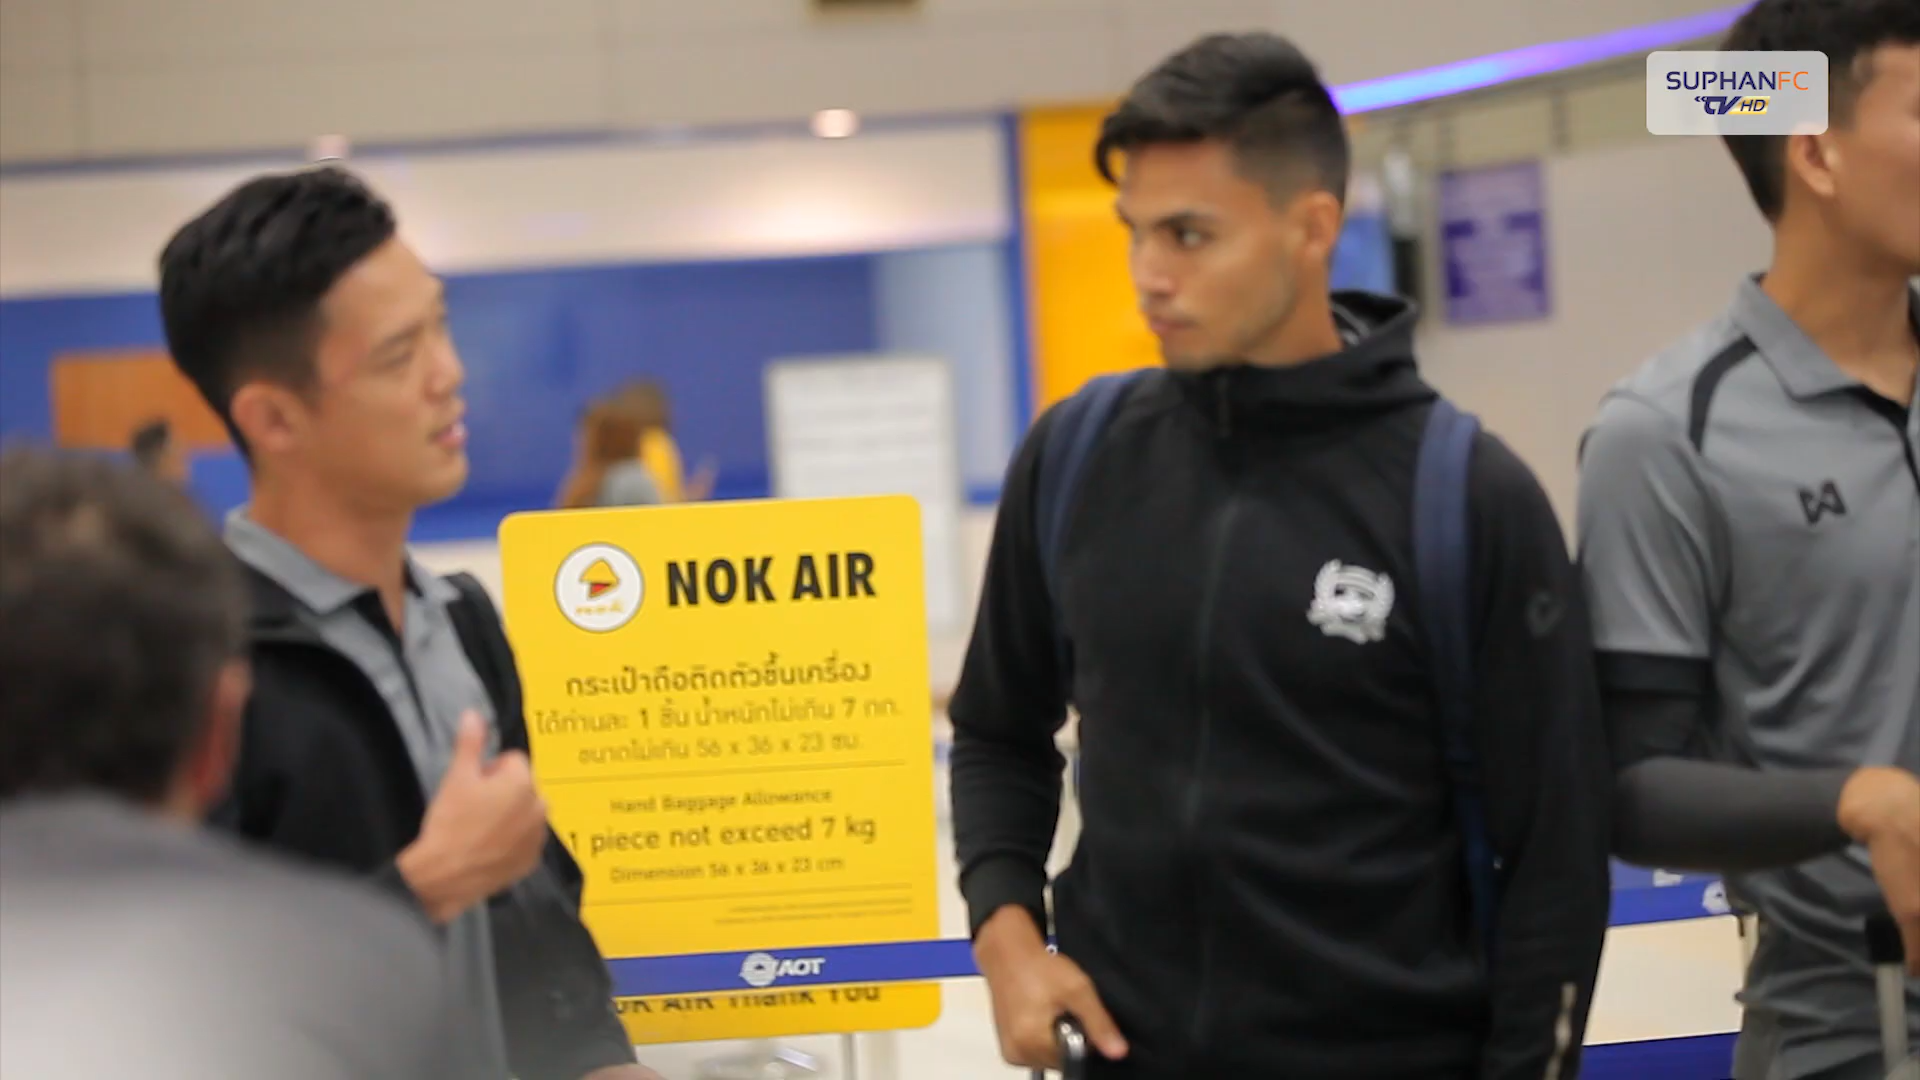 SUPHANFC
TV HD
NOK AIR
กระเป๋าถือติดตัวขึ้นเครื่อง
ได้ท่านละ 1 ชิ้น น้ำหนักไม่เกิน 7 กก.
ขนาดไม่เกิน 56 x 36 x 23 ซม.
Hand Baggage Allowance
1 piece not exceed 7 kg
Dimension 56 x 36 x 23 cm
AOT
NOK AIR Thank You